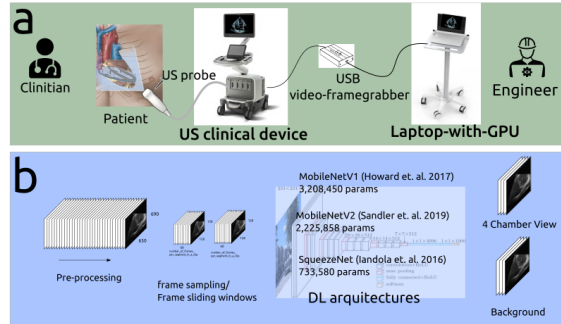 a
Clinitian
Patient
US probe
US clinical device
USB
video-framegrabber
Laptop-with-GPU
Engineer
b
690
630
Pre-processing
frame sampling/
Frame sliding windows
MobileNetV1 (Howard et. al. 2017)
3,208,450 params
MobileNetV2 (Sandler et. al. 2019)
2,225,858 params
SqueezeNet (Iandola et. al. 2016)
733,580 params
DL arquitectures
4 Chamber View
Background